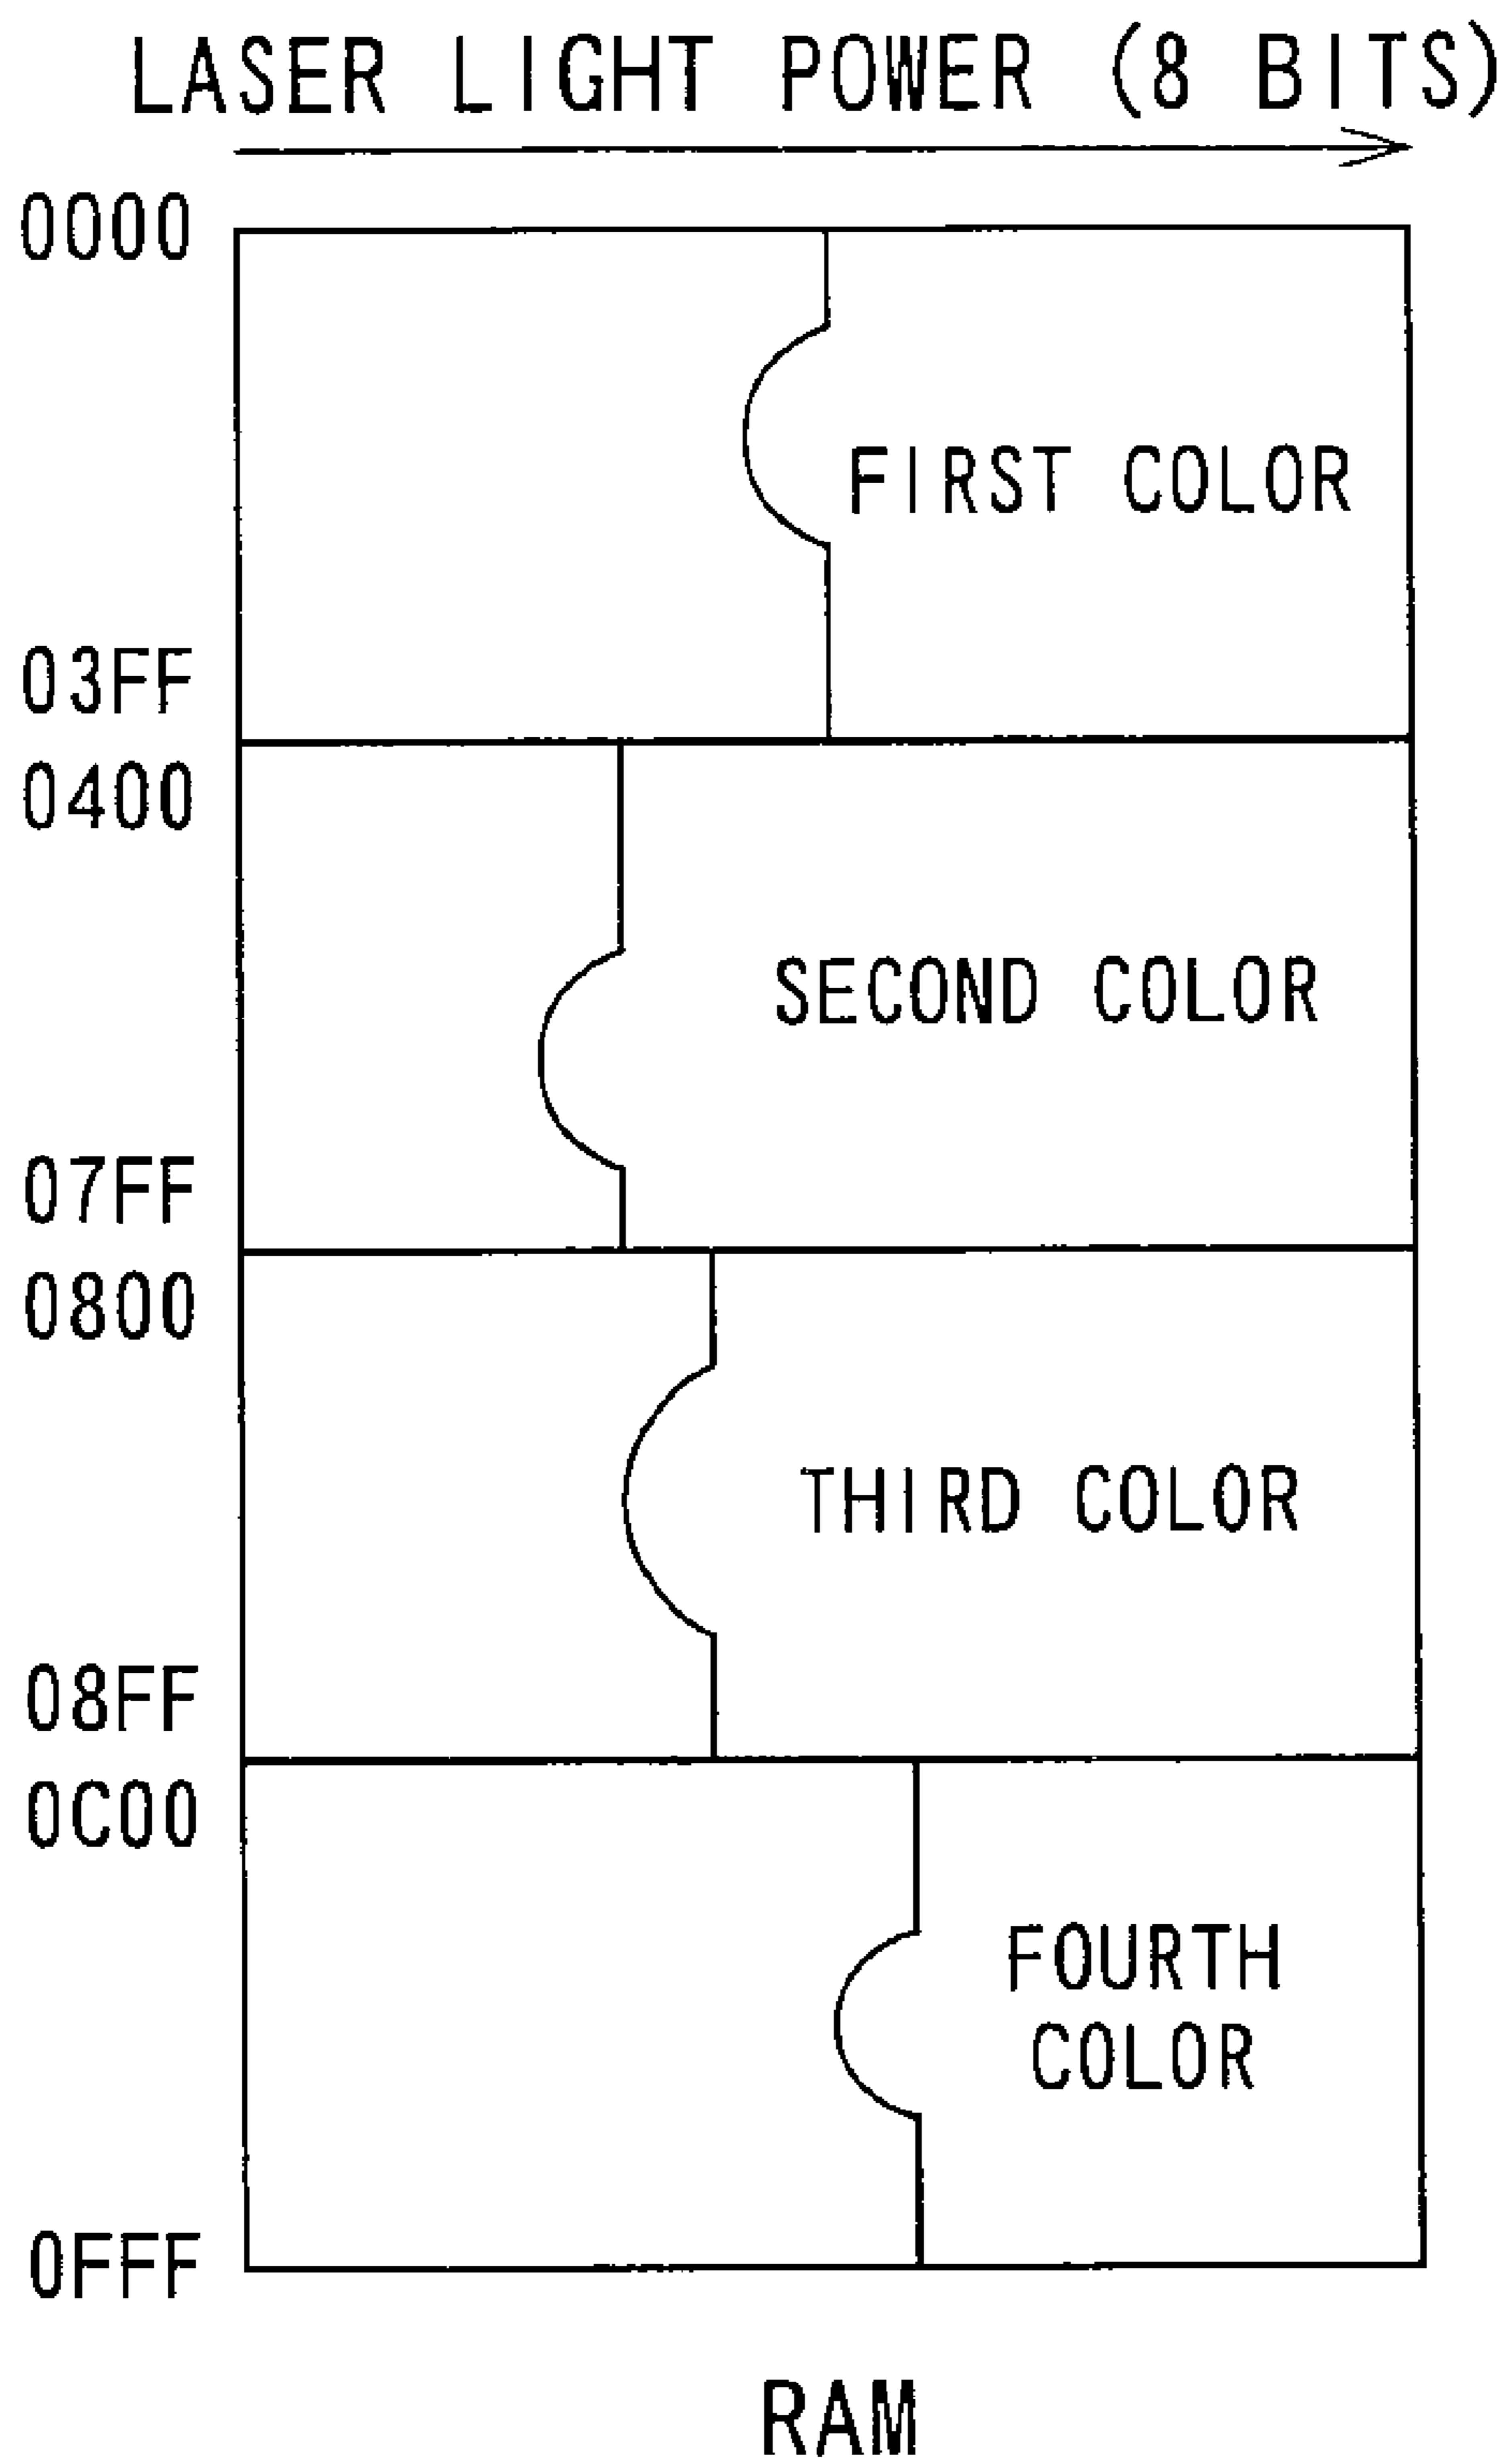 LASER LIGHT POWER (8 BITS)
0000
FIRST COLOR
03FF
0400
SECOND COLOR
07FF
0800
THIRD COLOR
08FF
0C00
FOURTH
COLOR
0FFF
RAM